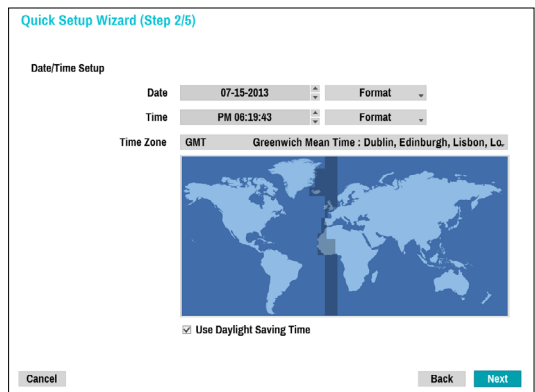 Quick Setup Wizard (Step 2/5)
Date/Time Setup
Date 07-15-2013 Format
Time PM 06:19:43 Format
Time Zone GMT Greenwich Mean Time : Dublin, Edinburgh, Lisbon, Lo
Use Daylight Saving Time
Cancel Back Next